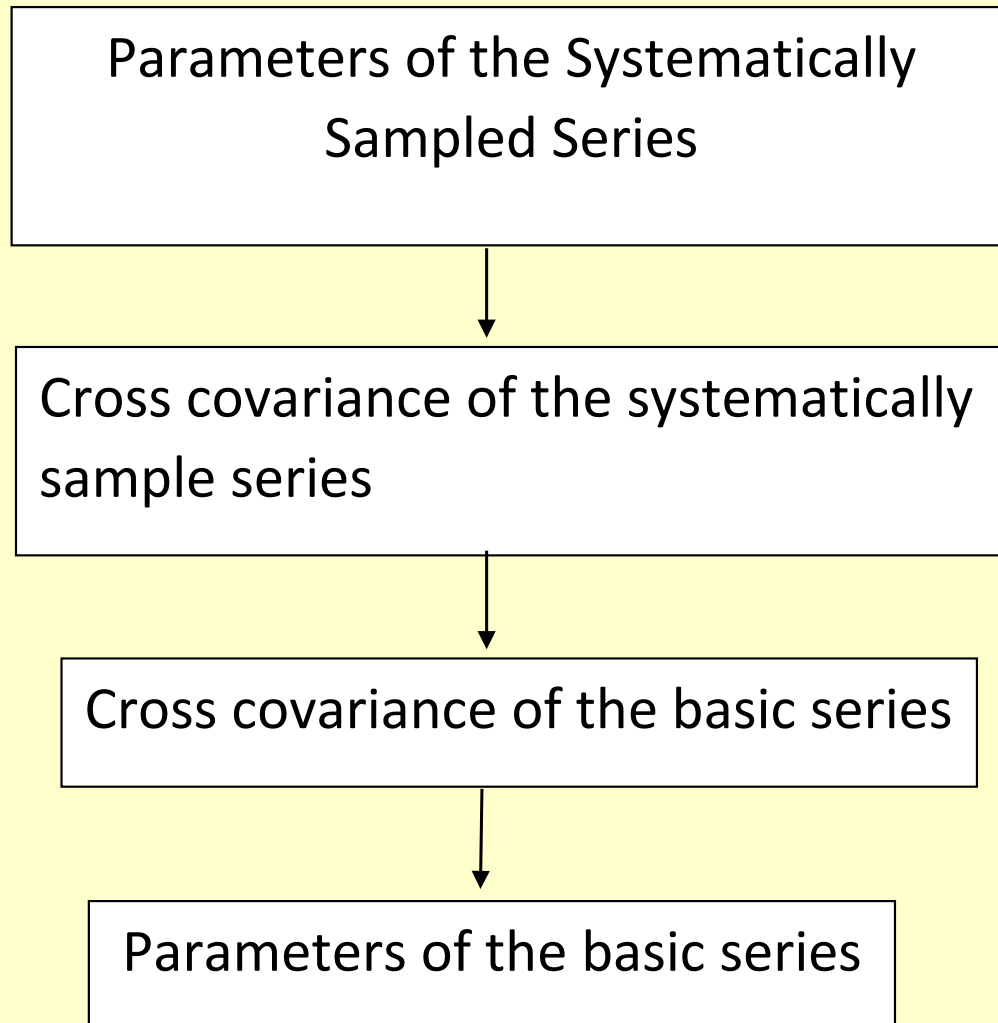 Parameters of the Systematically
Sampled Series
Cross covariance of the systematically
sample series
Cross covariance of the basic series
Parameters of the basic series